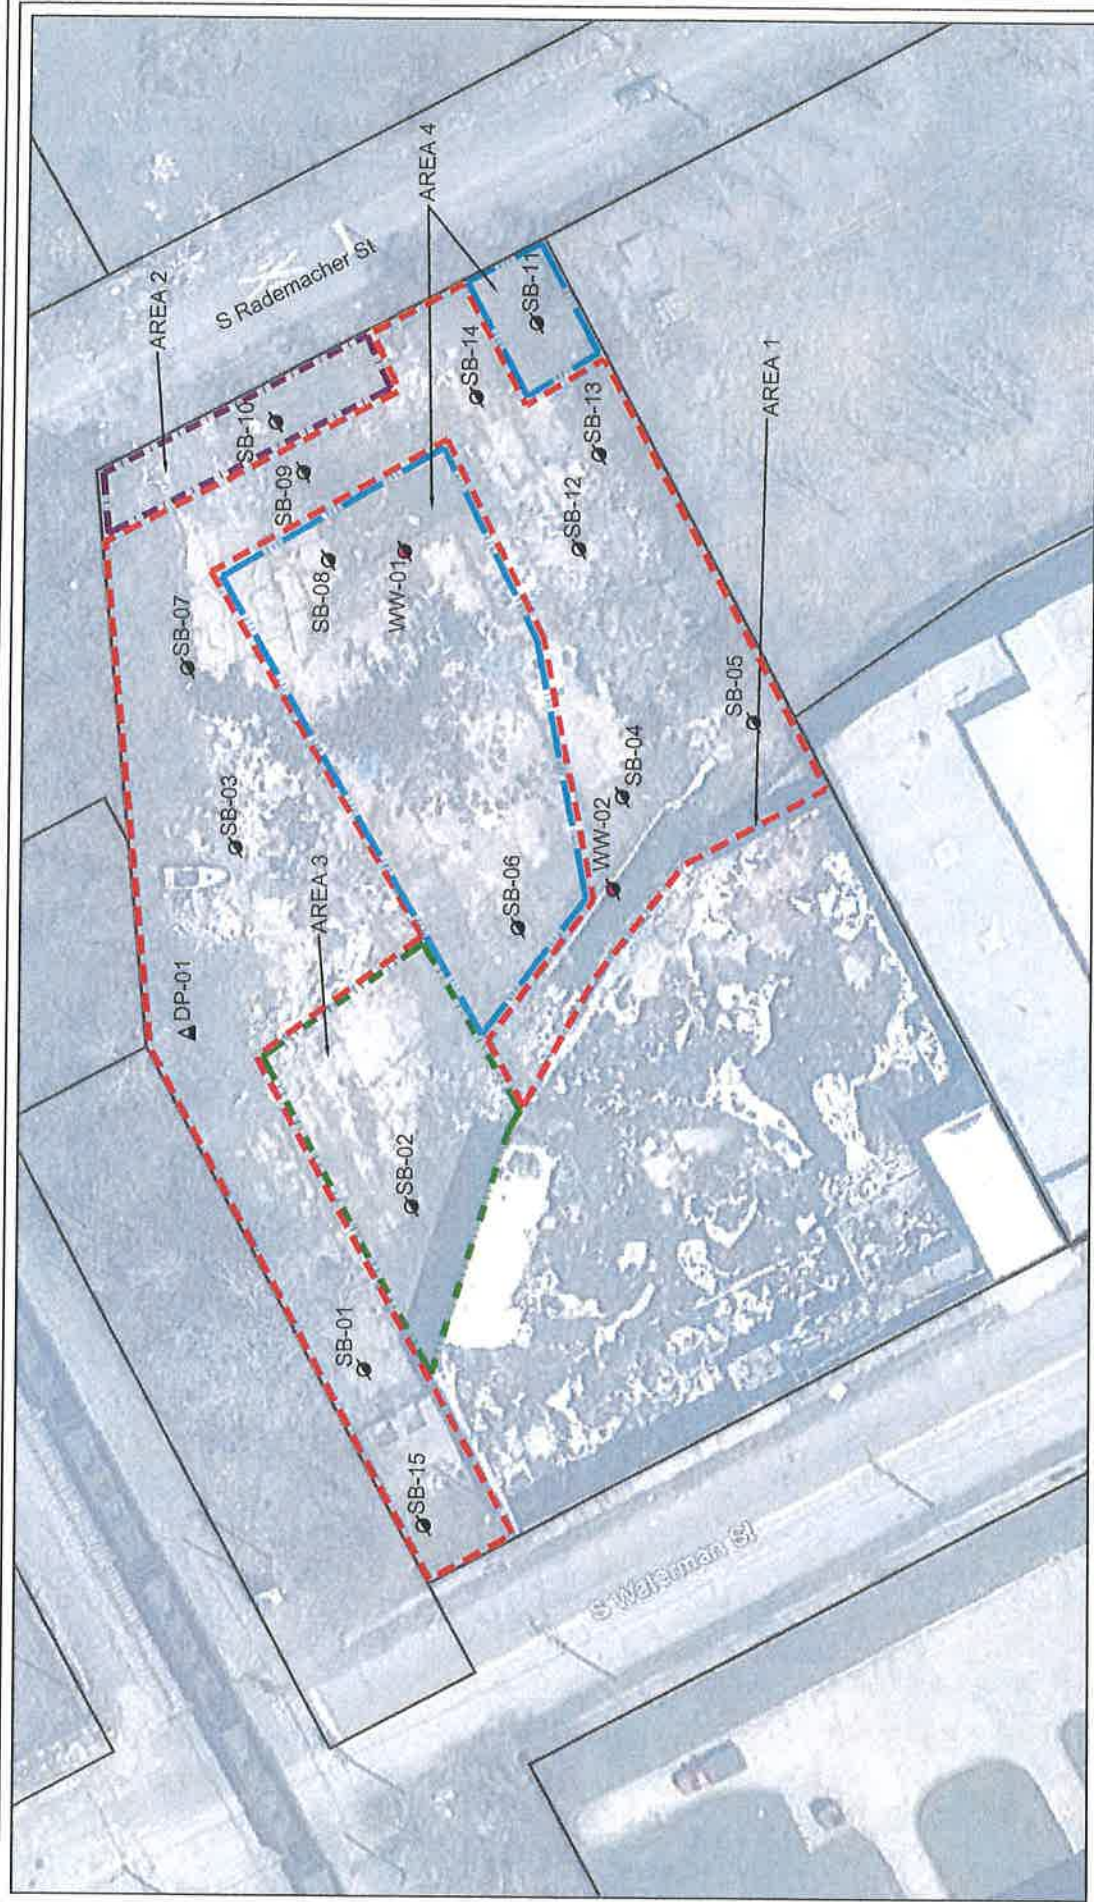 SB-15
SB-01
SB-02
DP-01
AREA 3
SB-03
SB-06
WW-02
SB-04
SB-05
SB-07
SB-08
WW-01
SB-12
SB-09
SB-10
SB-13
SB-14
SB-11
AREA 2
AREA 4
AREA 1
S Rademacher St
S Waterman St